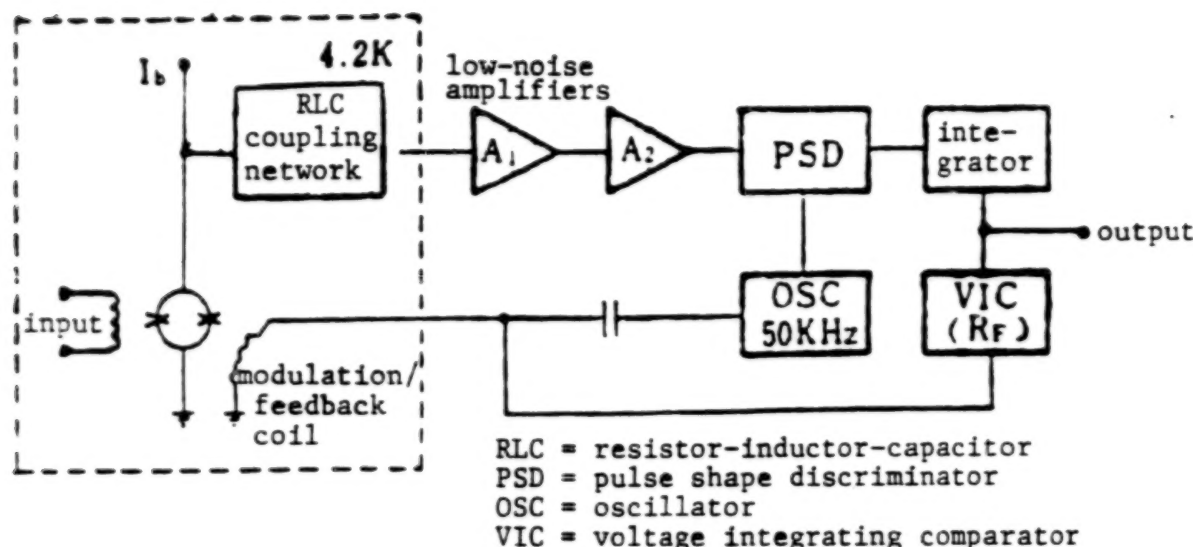 4.2K
I_b
RLC
coupling
network
low-noise
amplifiers
A₁
A₂
PSD
inte-
grator
output
input
modulation/
feedback
coil
OSC
50KHz
VIC
(RF)
RLC = resistor-inductor-capacitor
PSD = pulse shape discriminator
OSC = oscillator
VIC = voltage integrating comparator